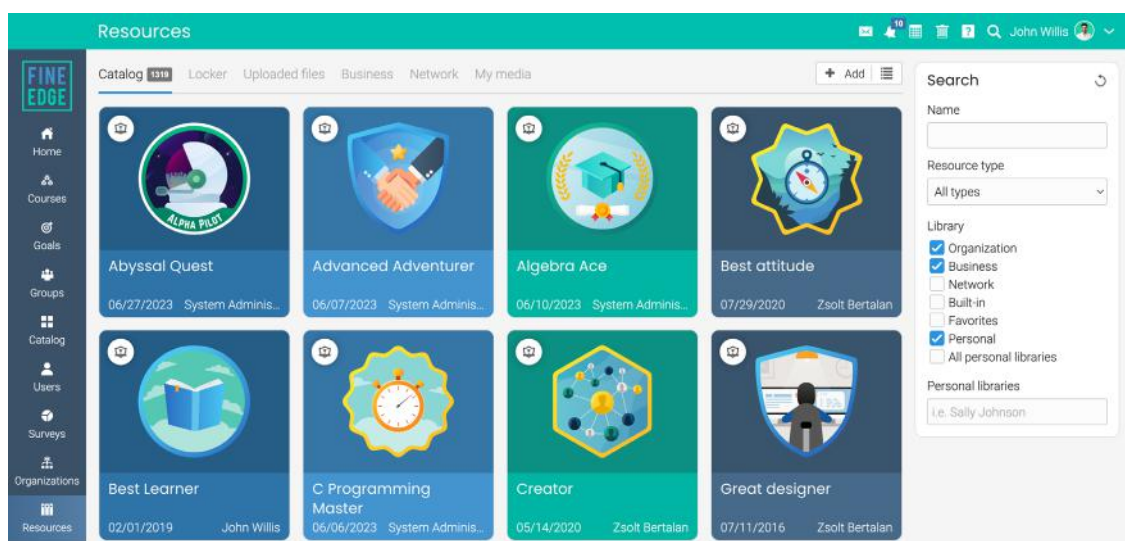 Resources
10
?
John Willis
FINE
EDGE
Home
Courses
Goals
Groups
Catalog
Users
Surveys
Organizations
Resources
Catalog 1319 Locker Uploaded files Business Network My media
+ Add
ALPHA PILOT
Abyssal Quest
06/27/2023 System Adminis...
Advanced Adventurer
06/07/2023 System Adminis...
Algebra Ace
06/10/2023 System Adminis...
Best attitude
07/29/2020 Zsolt Bertalan
Best Learner
02/01/2019 John Willis
C Programming
Master
06/06/2023 System Adminis...
Creator
05/14/2020 Zsolt Bertalan
Great designer
07/11/2016 Zsolt Bertalan
Search
Name
Resource type
All types
Library
Organization
Business
Network
Built-in
Favorites
Personal
All personal libraries
Personal libraries
i.e. Sally Johnson